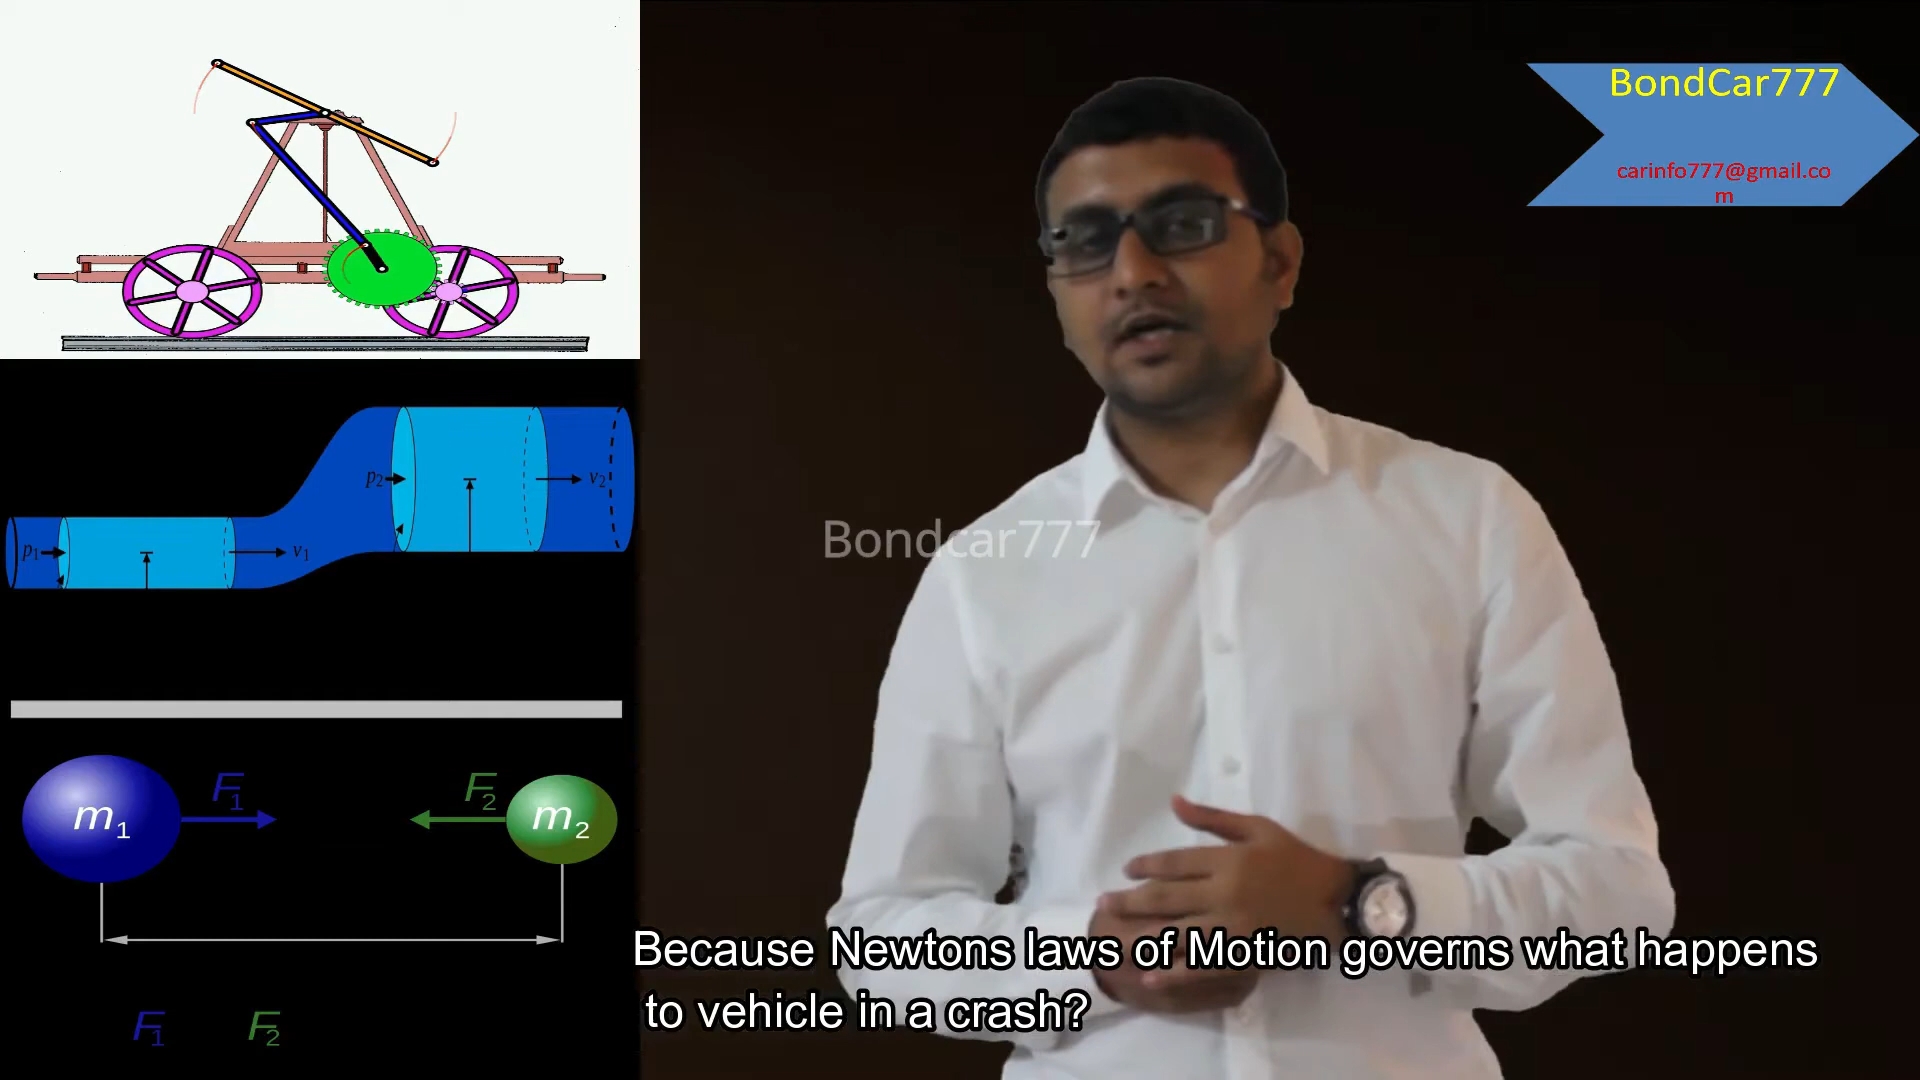 BondCar777
carinfo777@gmail.co
m
p2
v2
p1
v1
Bondcar777
F1
F2
m1
m2
Because Newtons laws of Motion governs what happens
to vehicle in a crash?
F1
F2